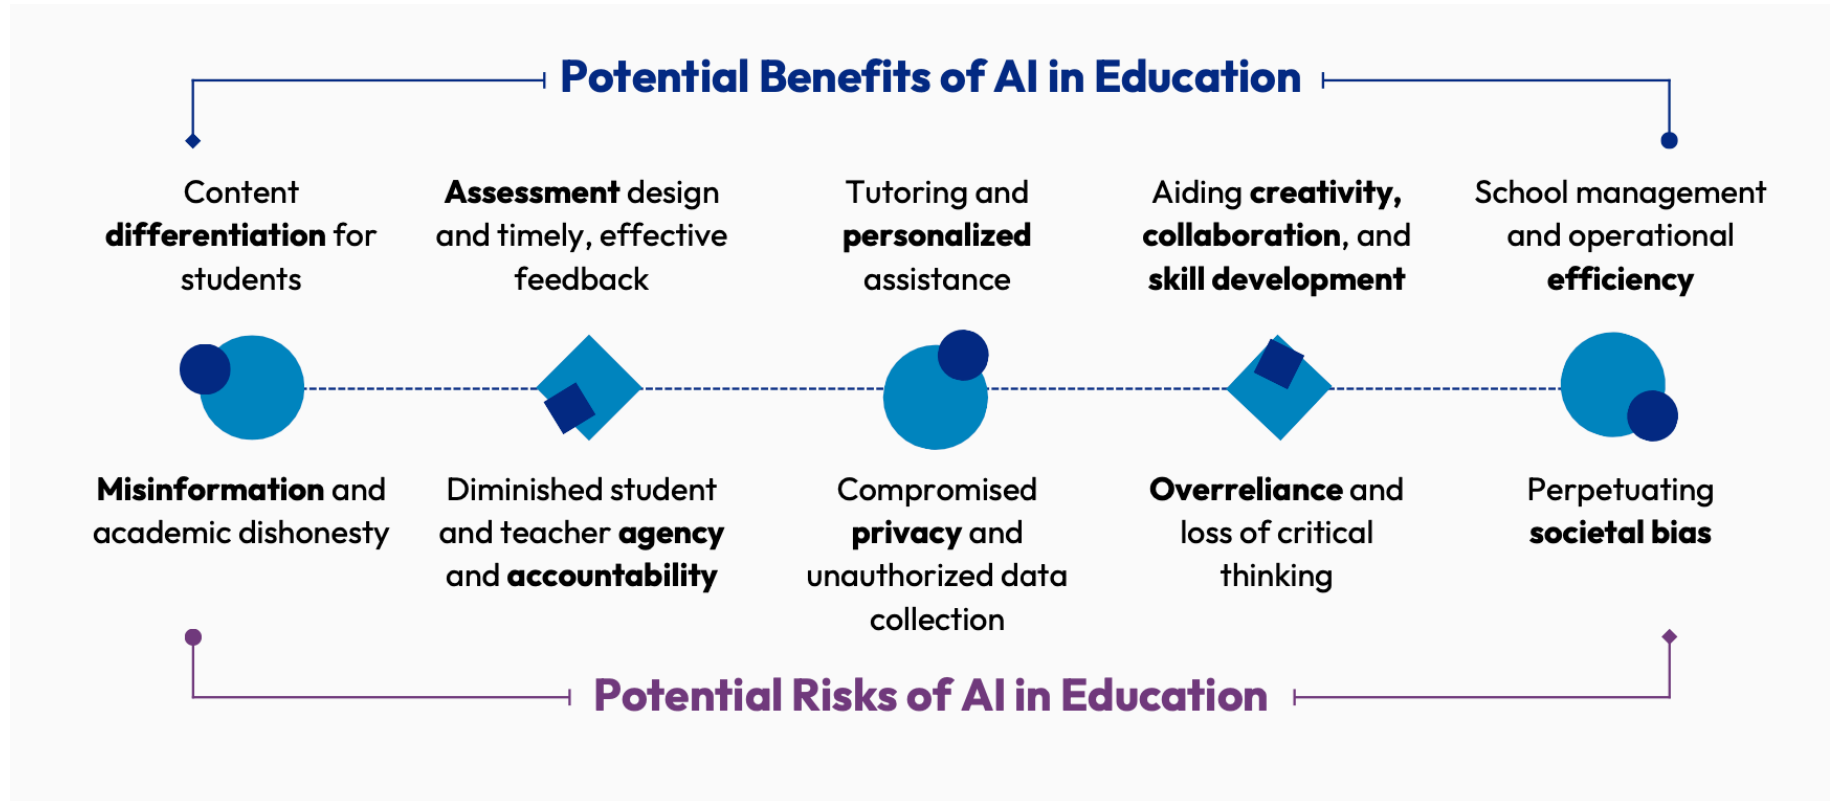 Potential Benefits of AI in Education
Content
differentiation for
students
Assessment design
and timely, effective
feedback
Tutoring and
personalized
assistance
Aiding creativity,
collaboration, and
skill development
School management
and operational
efficiency
Misinformation and
academic dishonesty
Diminished student
and teacher agency
and accountability
Compromised
privacy and
unauthorized data
collection
Overreliance and
loss of critical
thinking
Perpetuating
societal bias
Potential Risks of AI in Education